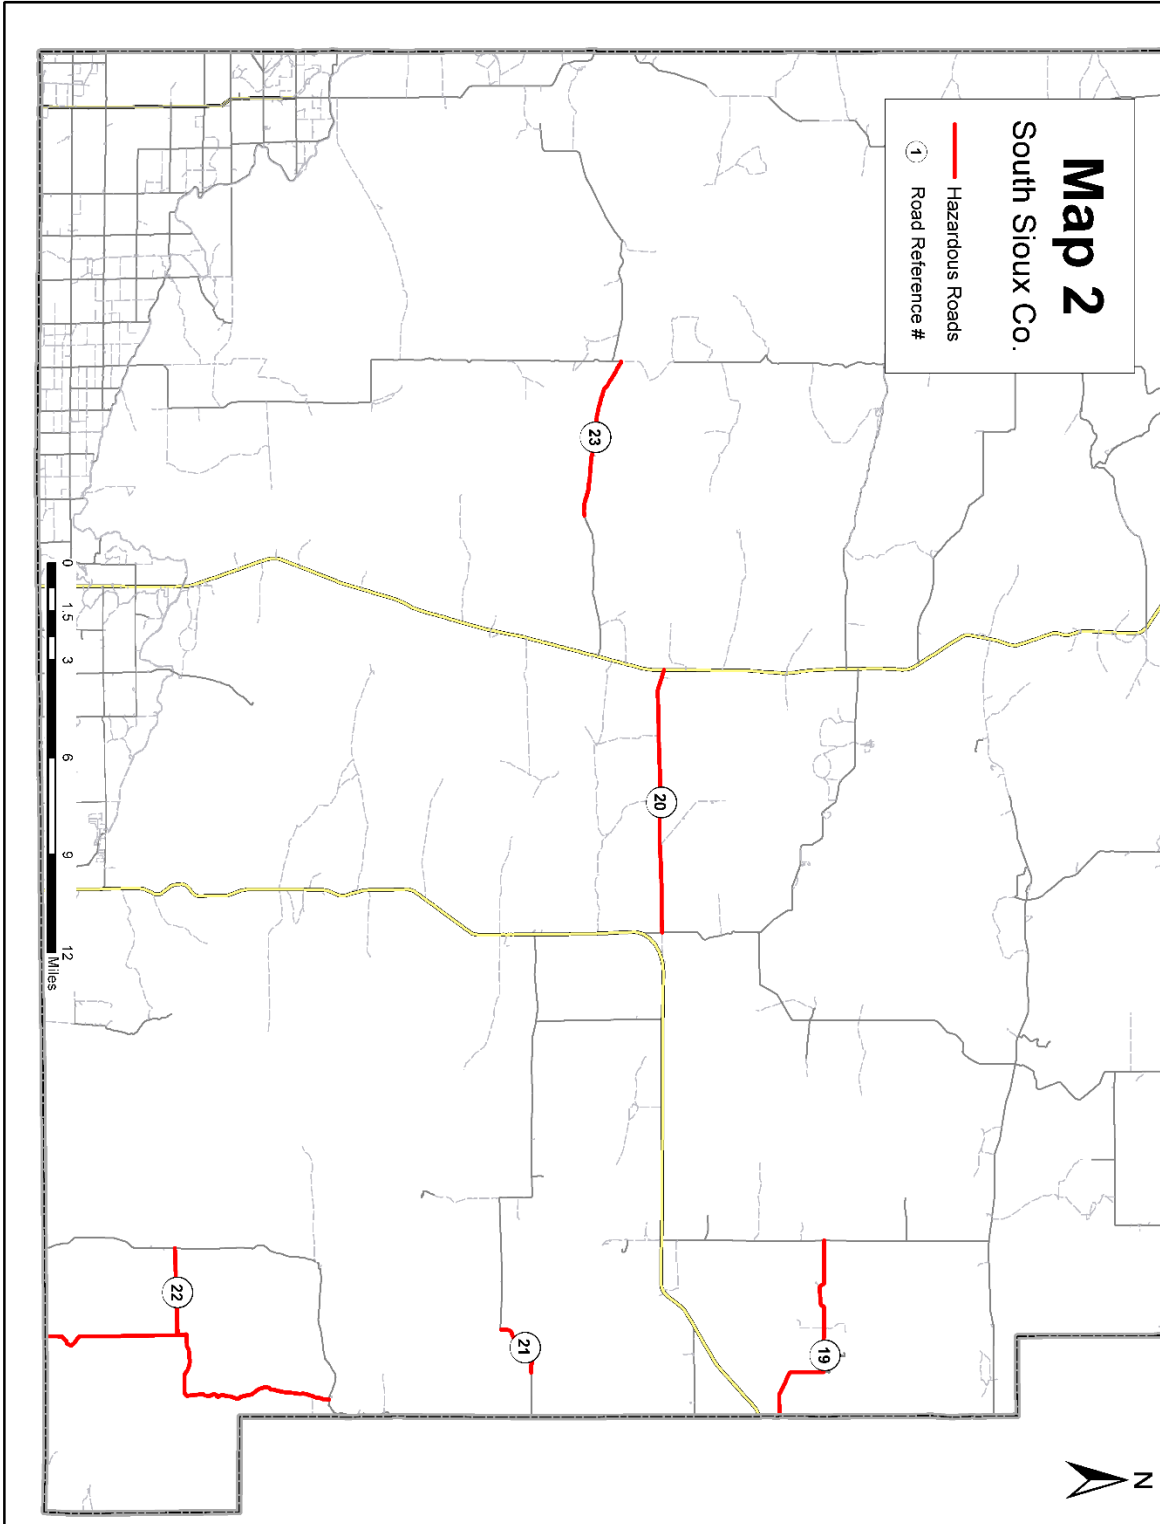 Map 2
South Sioux Co.
Hazardous Roads
1 Road Reference #
23
20
19
21
22
0 1.5 3 6 9 12
Miles
N